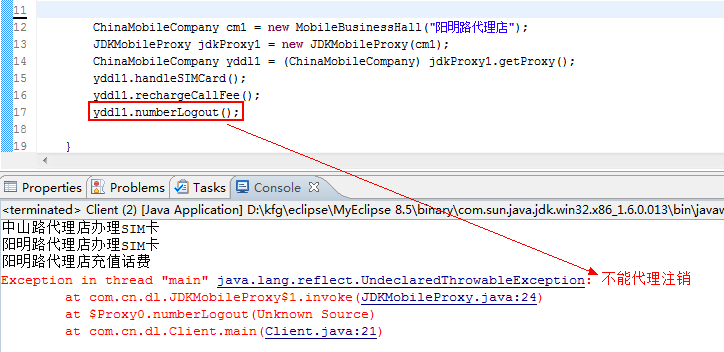 11
12 ChinaMobileCompany cm1 = new MobileBusinessHall("阳明路代理店");
13 JDKMobileProxy jdkProxy1 = new JDKMobileProxy(cm1);
14 ChinaMobileCompany yddl1 = (ChinaMobileCompany) jdkProxy1.getProxy();
15 yddl1.handleSIMCard();
16 yddl1.rechargeCallFee();
17 yddl1.numberLogout();
18
19 }
Properties Problems Tasks Console
<terminated> Client (2) [Java Application] D:\kfg\eclipse\MyEclipse 8.5\binary\com.sun.java.jdk.win32.x86_1.6.0.013\bin\javaw
中山路代理店办理SIM卡
阳明路代理店办理SIM卡
阳明路代理店充值话费
Exception in thread "main" java.lang.reflect.UndeclaredThrowableException: 不能代理注销
at com.cn.dl.JDKMobileProxy$1.invoke(JDKMobileProxy.java:24)
at $Proxy0.numberLogout(Unknown Source)
at com.cn.dl.Client.main(Client.java:21)